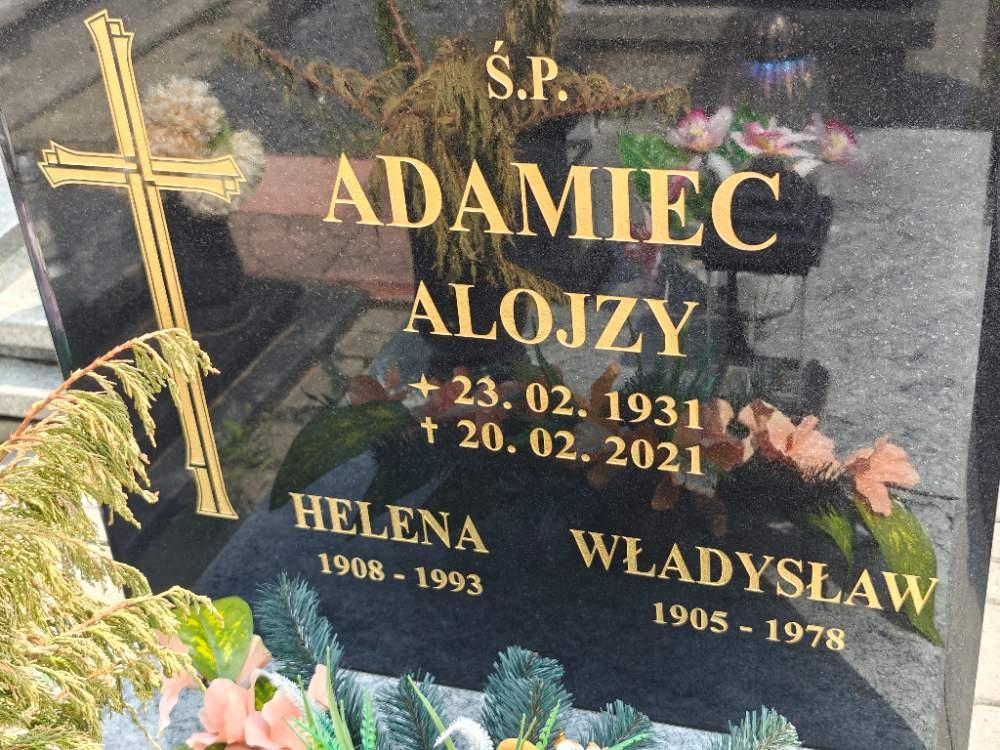 Ś.P.
ADAMIEC
ALOJZY
23. 02. 1931
✝ 20. 02. 2021
HELENA
1908 - 1993
WŁADYSŁAW
1905 - 1978